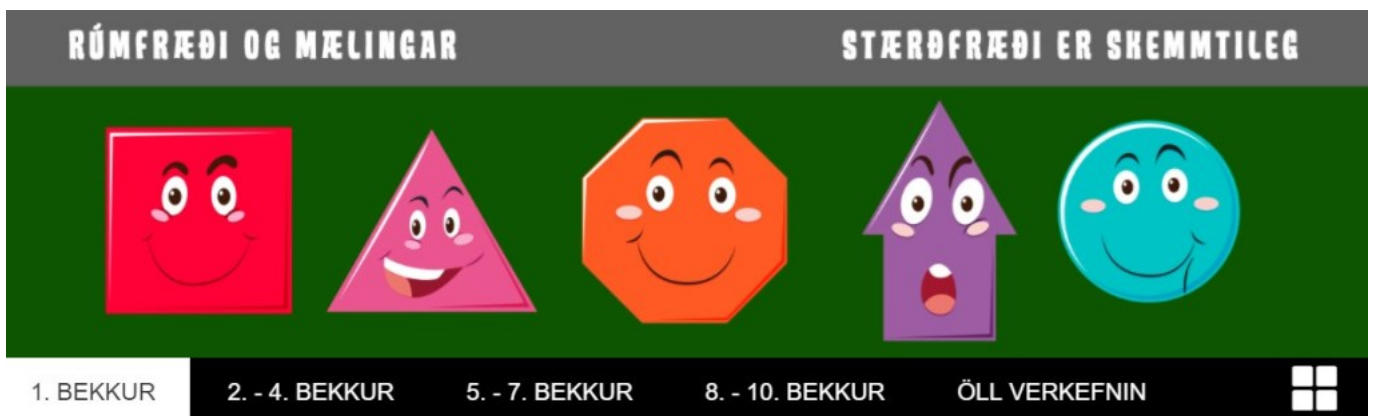 RÚMFRÆÐI OG MÆLINGAR
STÆRÐFRÆÐI ER SKEMMTILEG
1. BEKKUR
2. - 4. BEKKUR
5. - 7. BEKKUR
8. - 10. BEKKUR
ÖLL VERKEFNIN